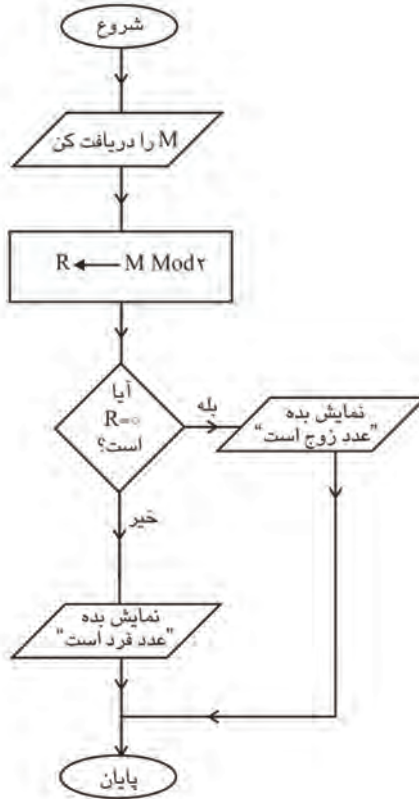 شروع
M را دریافت کن
R ← M Mod۲
آیا
R=۰
است؟
بله
نمایش بده
"عدد زوج است"
خیر
نمایش بده
"عدد فرد است"
پایان